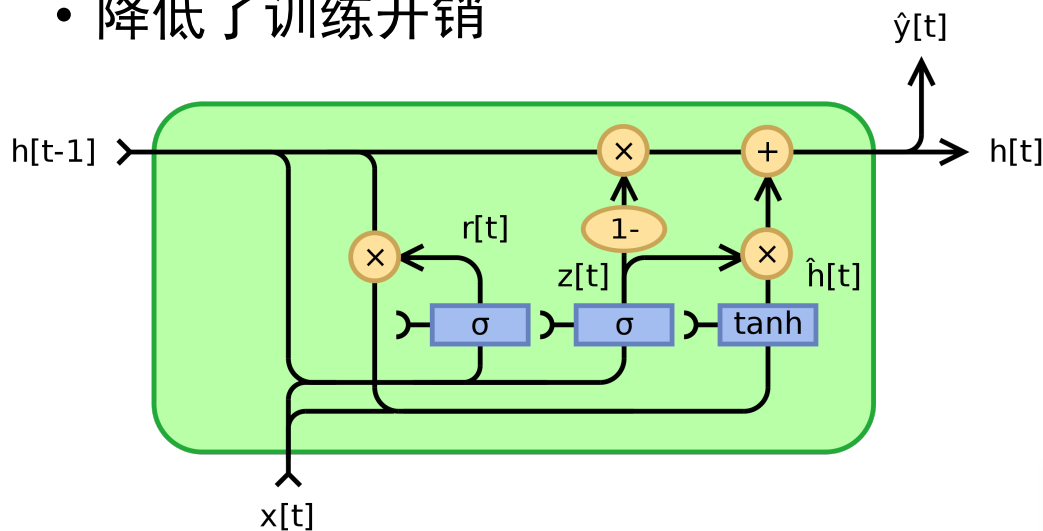 • 降低了训练开销
ŷ[t]
h[t-1]
×
+
h[t]
r[t]
1-
×
z[t]
×
ĥ[t]
σ
σ
tanh
x[t]